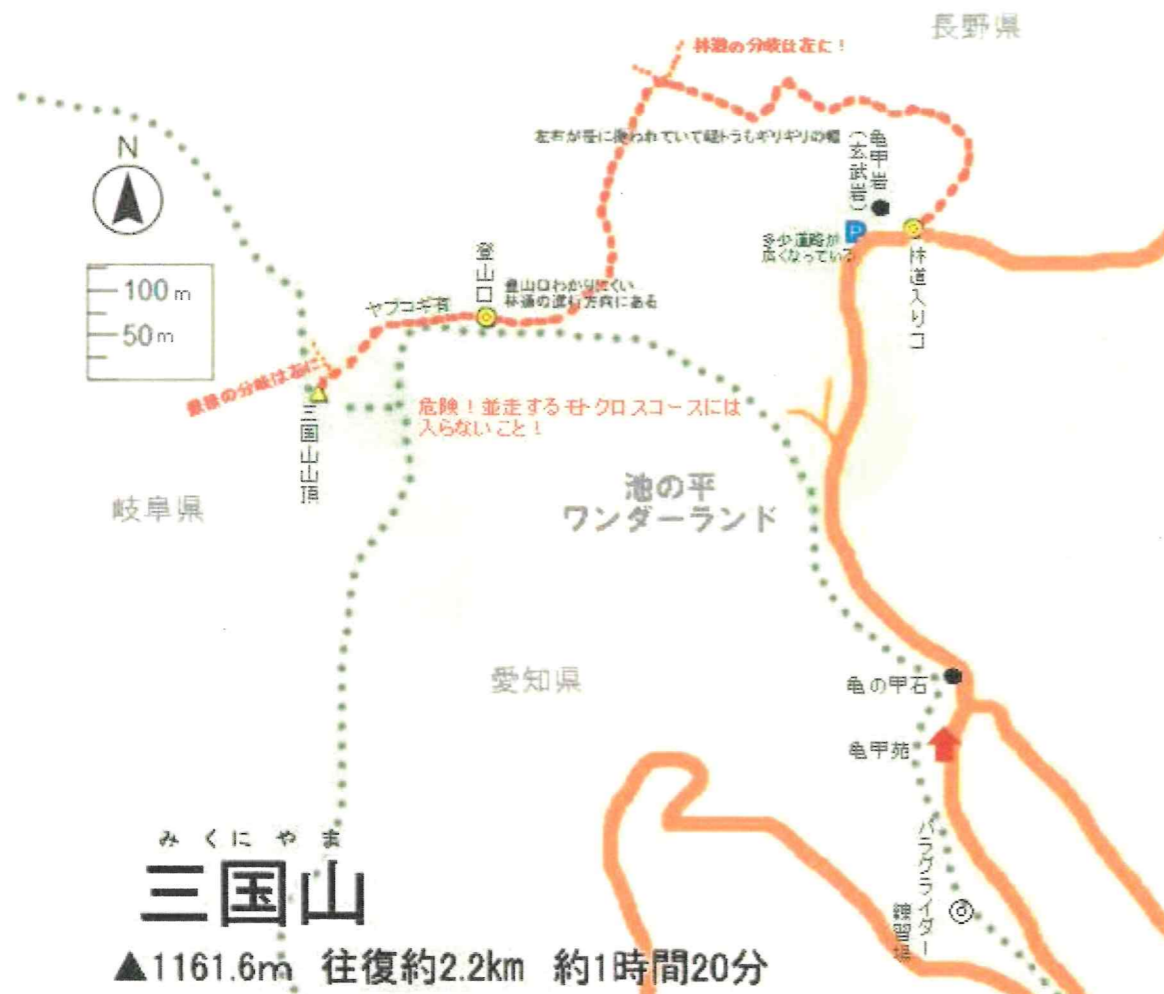 長野県
林道の分岐は左に！
左右が笹に被われていて軽トラもギリギリの幅
亀甲岩
（玄武岩）
N
P
多少道路が
広くなっている
林道入り口
登山口
登山口わかりにくい
林道の進行方向にある
ヤブコギ有
100m
50m
最後の分岐は左に
三国山山頂
危険！並走するモトクロスコースには
入らないこと！
池の平
ワンダーランド
岐阜県
愛知県
亀の甲石
亀甲苑
パラグライダー
練習場
みくにやま
三国山
▲1161.6m 往復約2.2km 約1時間20分